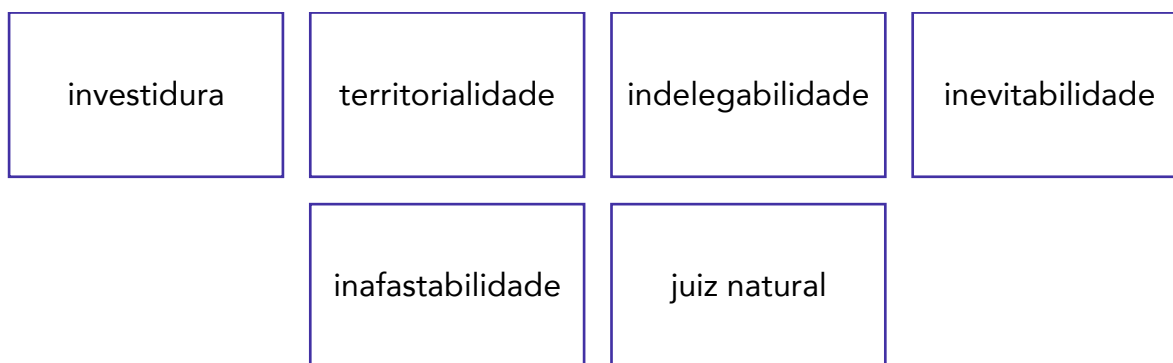 investidura
territorialidade
indelegabilidade
inevitabilidade
inafastabilidade
juiz natural